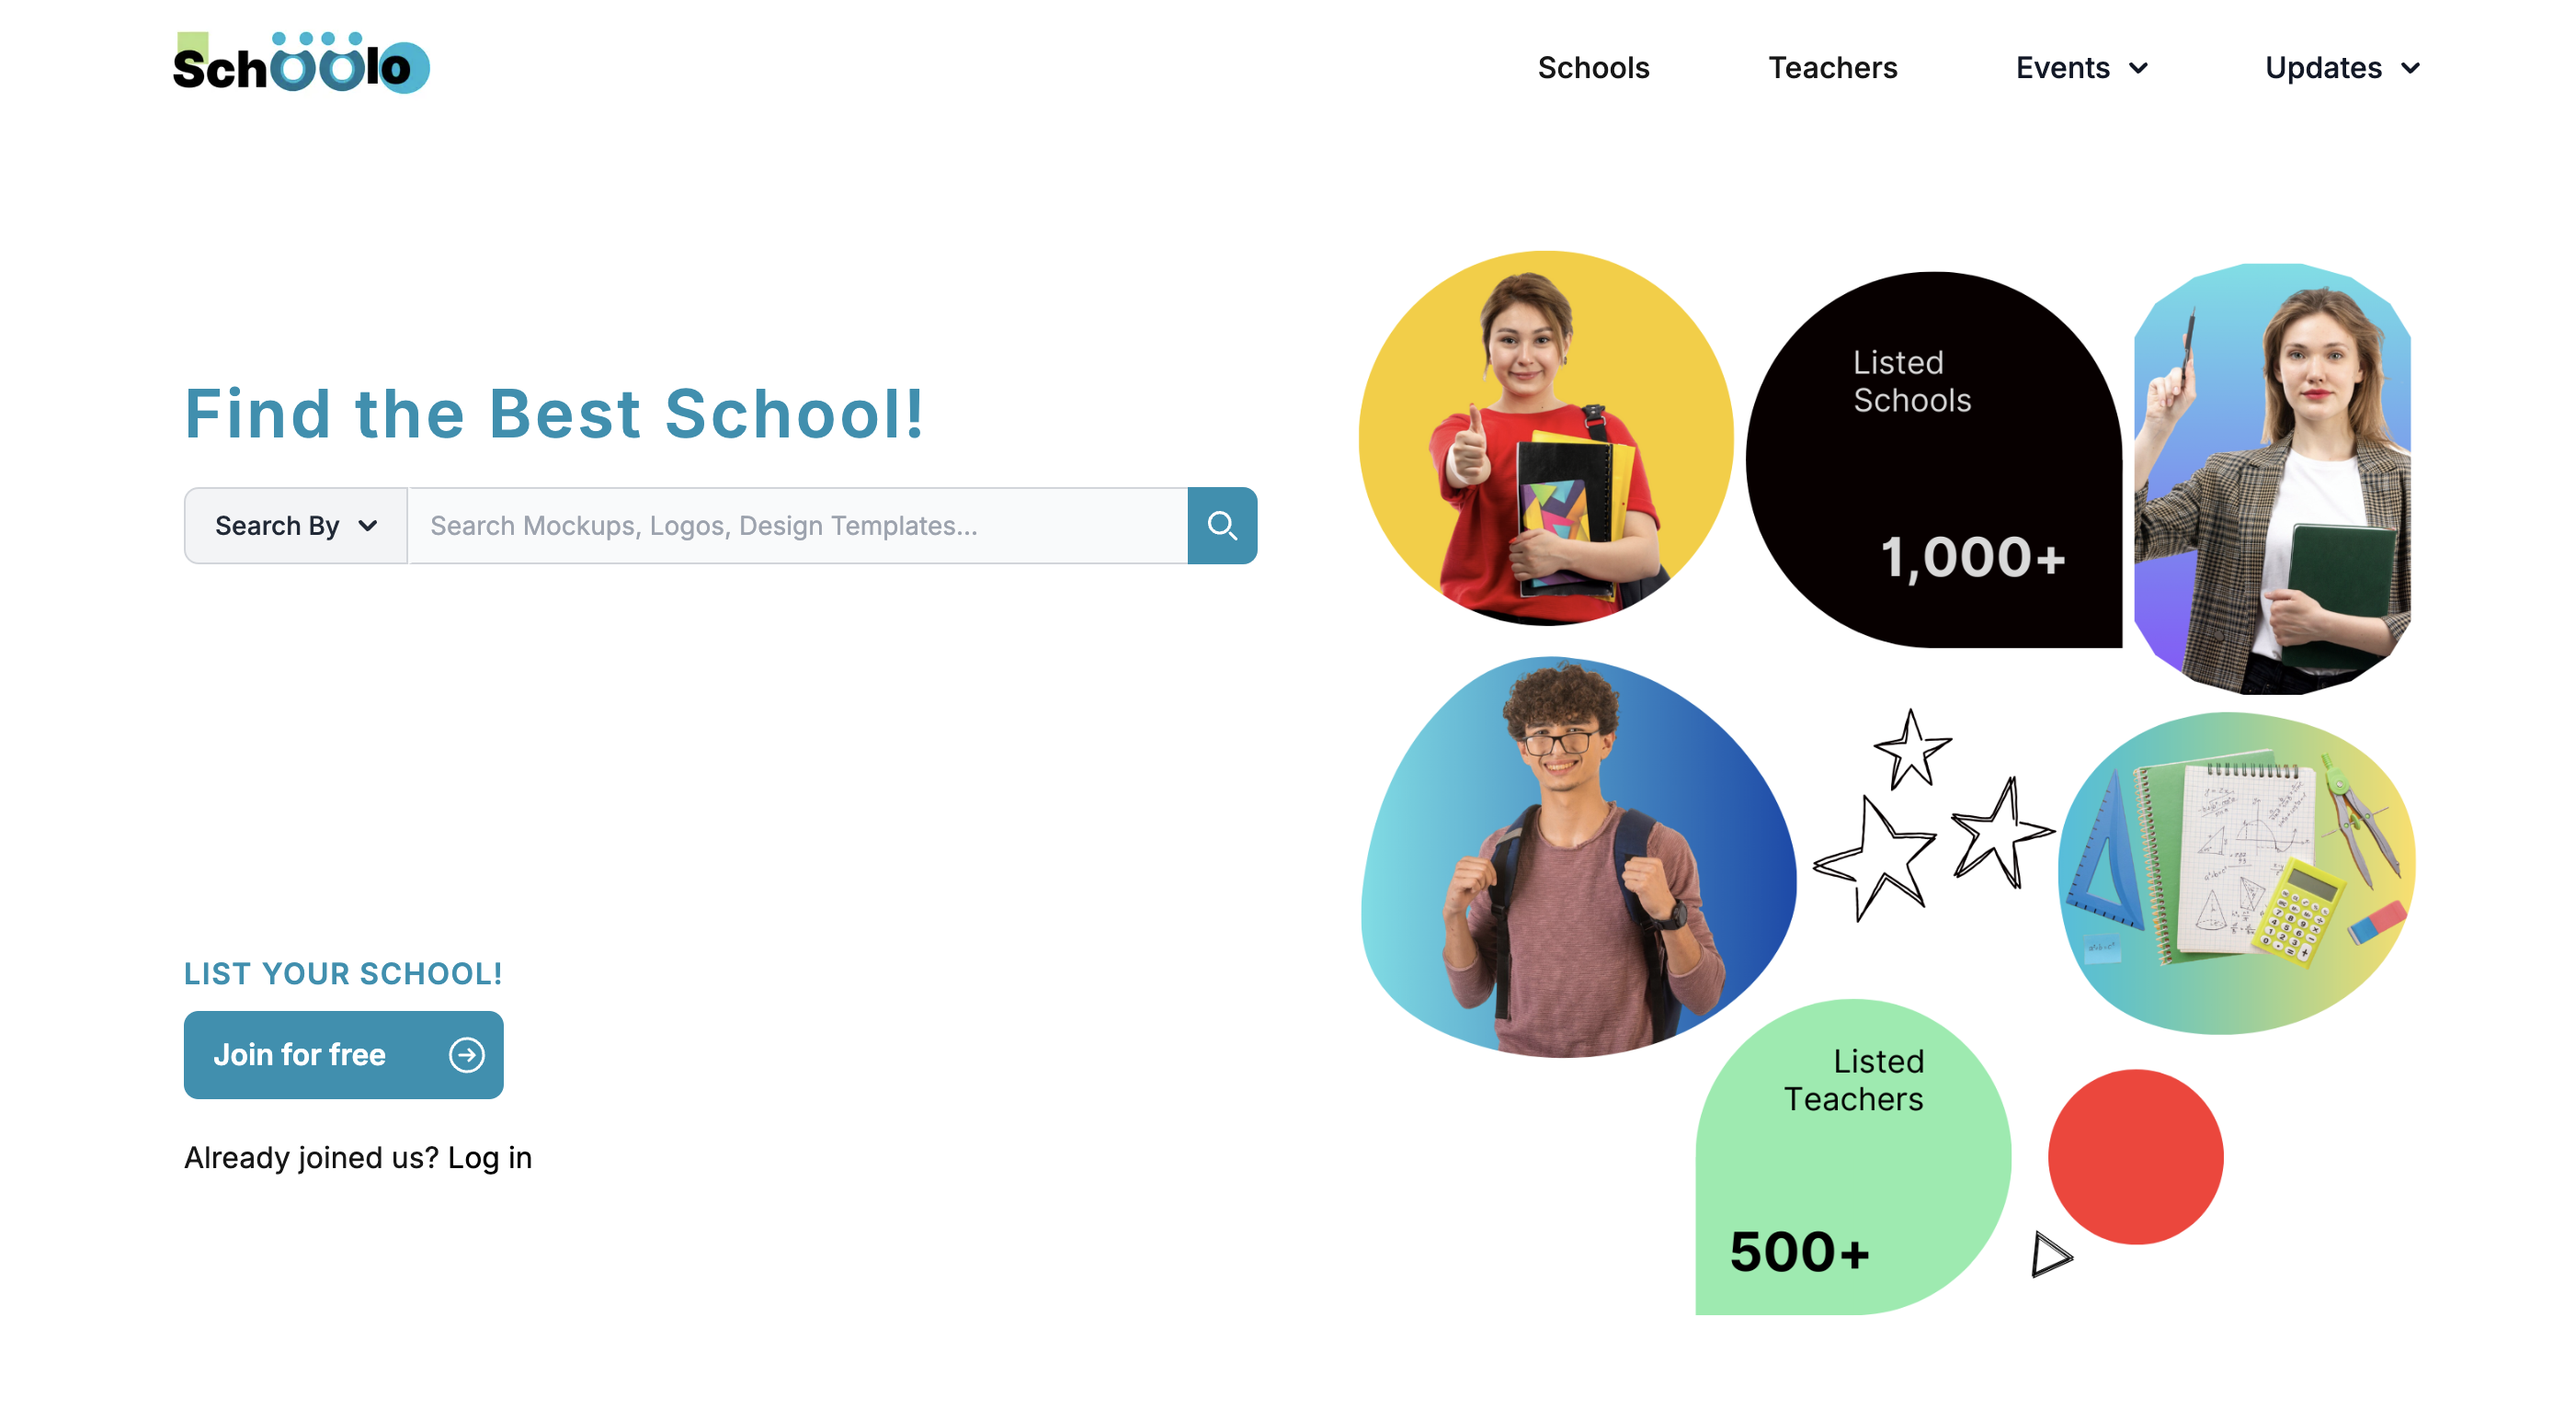 Schoolo
Schools
Teachers
Events
Updates
Find the Best School!
Search By
Search Mockups, Logos, Design Templates...
Listed
Schools
1,000+
LIST YOUR SCHOOL!
Join for free
Already joined us? Log in
Listed
Teachers
500+